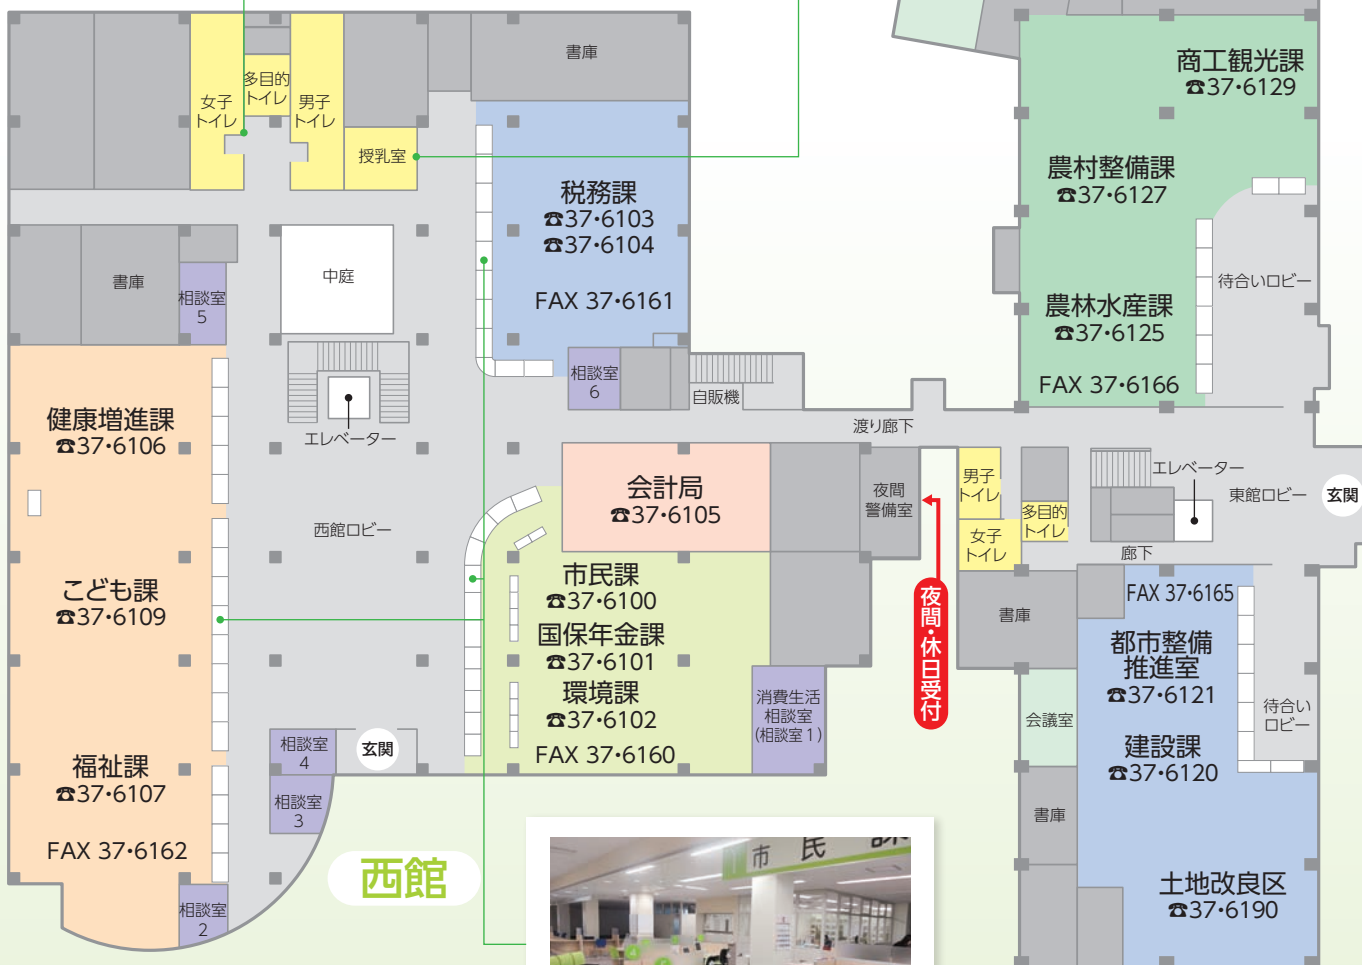 書庫
女子
トイレ
多目的
トイレ
男子
トイレ
授乳室
税務課
☎37・6103
☎37・6104
FAX 37・6161
書庫
相談室
5
中庭
エレベーター
相談室
6
自販機
健康増進課
☎37・6106
こども課
☎37・6109
福祉課
☎37・6107
FAX 37・6162
西館ロビー
相談室
4
玄関
相談室
3
相談室
2
西館
会計局
☎37・6105
市民課
☎37・6100
国保年金課
☎37・6101
環境課
☎37・6102
FAX 37・6160
消費生活
相談室
(相談室1)
夜間
警備室
夜間・休日受付
渡り廊下
商工観光課
☎37・6129
農村整備課
☎37・6127
農林水産課
☎37・6125
FAX 37・6166
待合いロビー
男子
トイレ
女子
トイレ
多目的
トイレ
エレベーター
東館ロビー
玄関
廊下
書庫
FAX 37・6165
都市整備
推進室
☎37・6121
建設課
☎37・6120
待合い
ロビー
会議室
書庫
土地改良区
☎37・6190
市民課